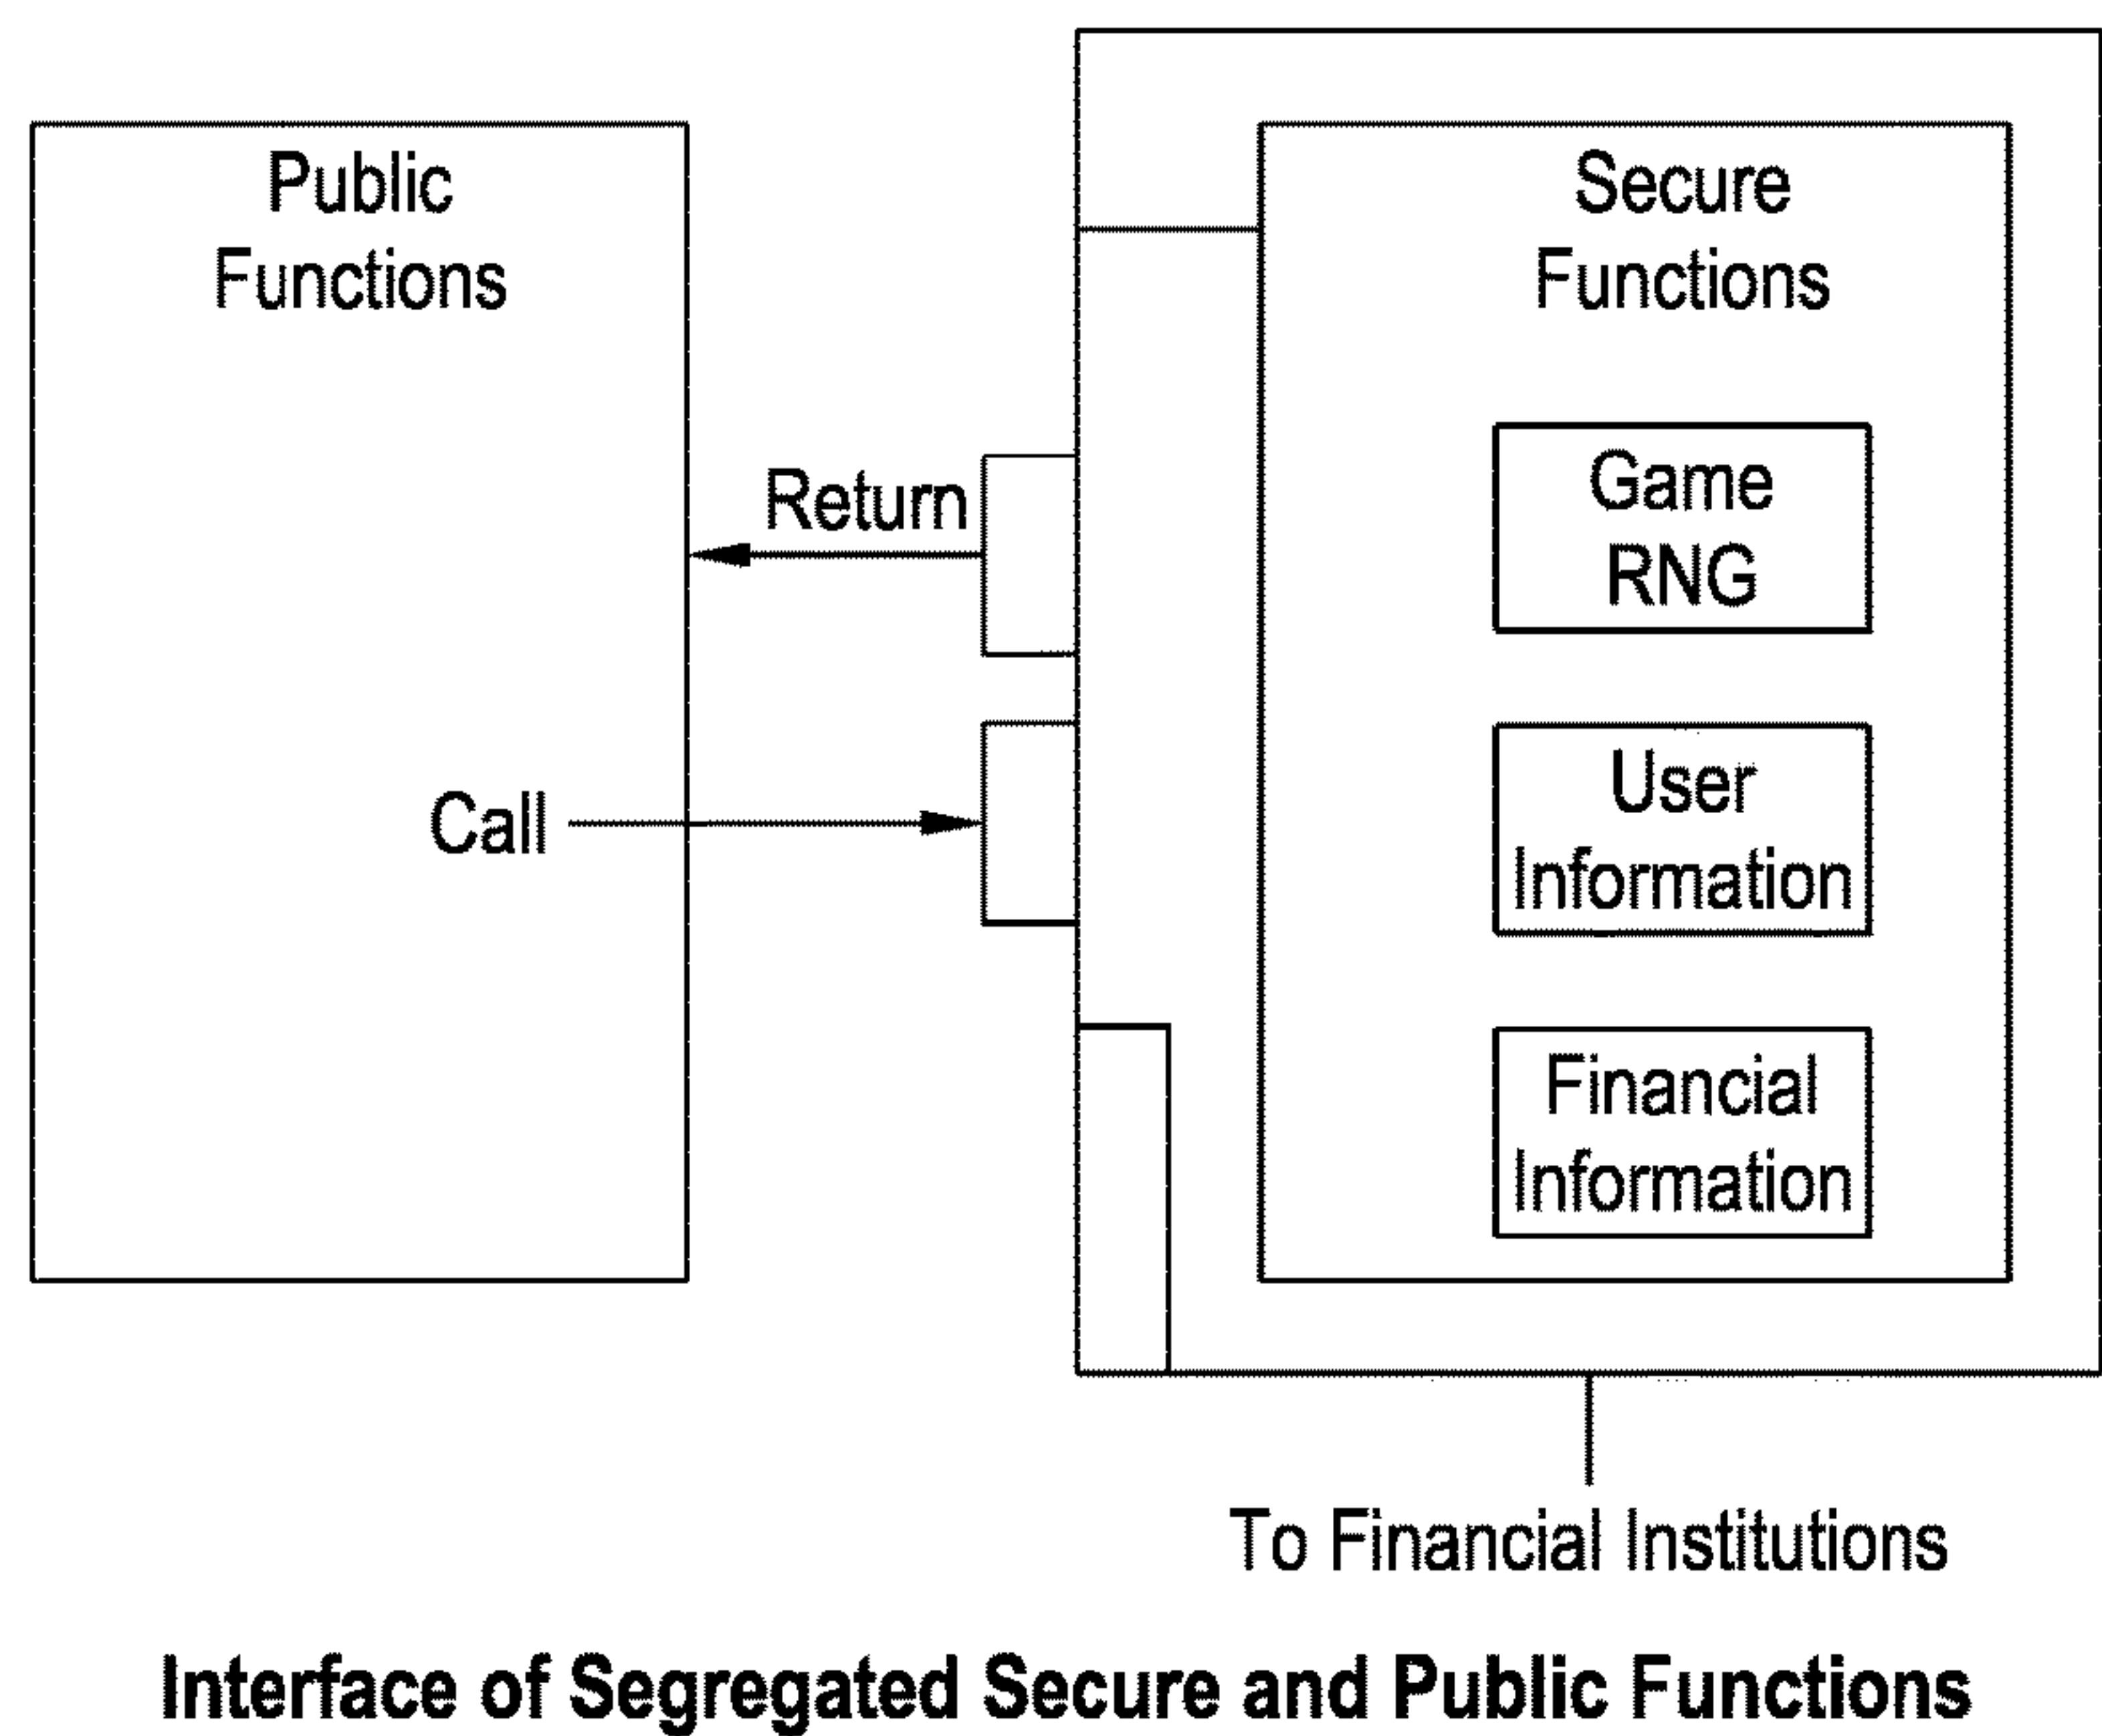 Public
Functions
Secure
Functions
Return
Game
RNG
Call
User
Information
Financial
Information
To Financial Institutions
Interface of Segregated Secure and Public Functions